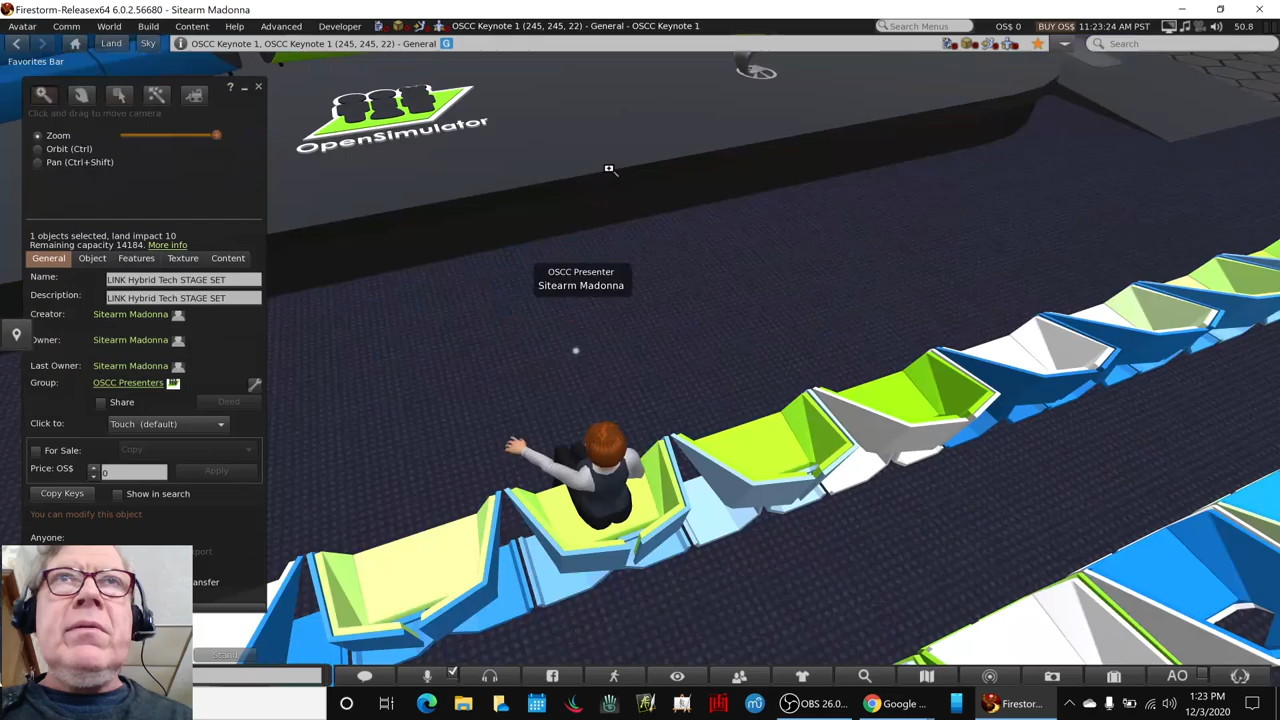 Firestorm-Releasex64 6.0.2.56680 - Sitearm Madonna
Avatar Comm World Build Content Help Advanced Developer OSCC Keynote 1 (245, 245, 22) - General - OSCC Keynote 1 Search Menus OS$ 0 BUY OS$ 11:23:24 AM PST 50.8
Land Sky OSCC Keynote 1, OSCC Keynote 1 (245, 245, 22) - General G Search
Favorites Bar
Click and drag to move camera
Zoom
Orbit (Ctrl)
Pan (Ctrl+Shift)
OpenSimulator
1 objects selected, land impact 10
Remaining capacity 14184. More info
General Object Features Texture Content
Name: LINK Hybrid Tech STAGE SET
Description: LINK Hybrid Tech STAGE SET
Creator: Sitearm Madonna
Owner: Sitearm Madonna
Last Owner: Sitearm Madonna
Group: OSCC Presenters
Share Deed
Click to: Touch (default)
For Sale: Copy
Price: OS$ 0 Apply
Copy Keys Show in search
You can modify this object
Anyone:
OSCC Presenter
Sitearm Madonna
Stand
AO
OBS 26.0... Google ... Firestor...
1:23 PM
12/3/2020